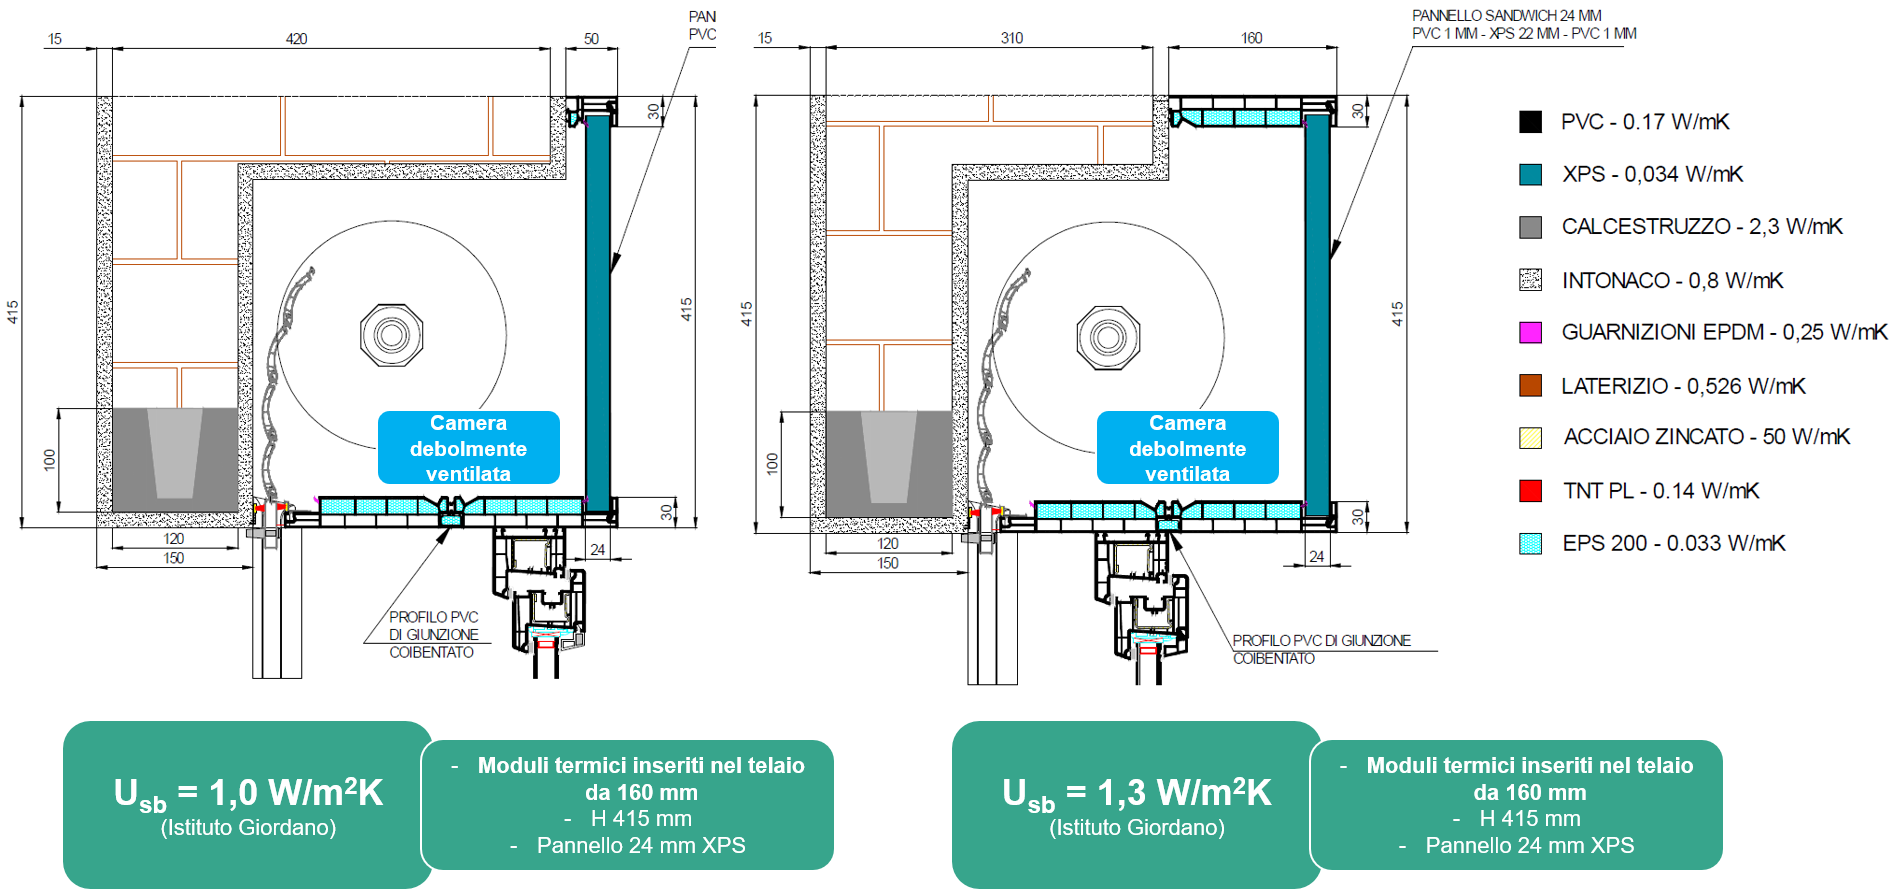 PAN
PVC
15
420
50
30
415
415
100
120
150
24
30
Camera
debolmente
ventilata
PROFILO PVC
DI GIUNZIONE
COIBENTATO
PANNELLO SANDWICH 24 MM
PVC 1 MM - XPS 22 MM - PVC 1 MM
15
310
160
30
415
415
100
120
150
24
30
Camera
debolmente
ventilata
PROFILO PVC DI GIUNZIONE
COIBENTATO
PVC - 0.17 W/mK
XPS - 0,034 W/mK
CALCESTRUZZO - 2,3 W/mK
INTONACO - 0,8 W/mK
GUARNIZIONI EPDM - 0,25 W/mK
LATERIZIO - 0,526 W/mK
ACCIAIO ZINCATO - 50 W/mK
TNT PL - 0.14 W/mK
EPS 200 - 0.033 W/mK
Usb = 1,0 W/m²K
(Istituto Giordano)
- Moduli termici inseriti nel telaio
da 160 mm
- H 415 mm
- Pannello 24 mm XPS
Usb = 1,3 W/m²K
(Istituto Giordano)
- Moduli termici inseriti nel telaio
da 160 mm
- H 415 mm
- Pannello 24 mm XPS